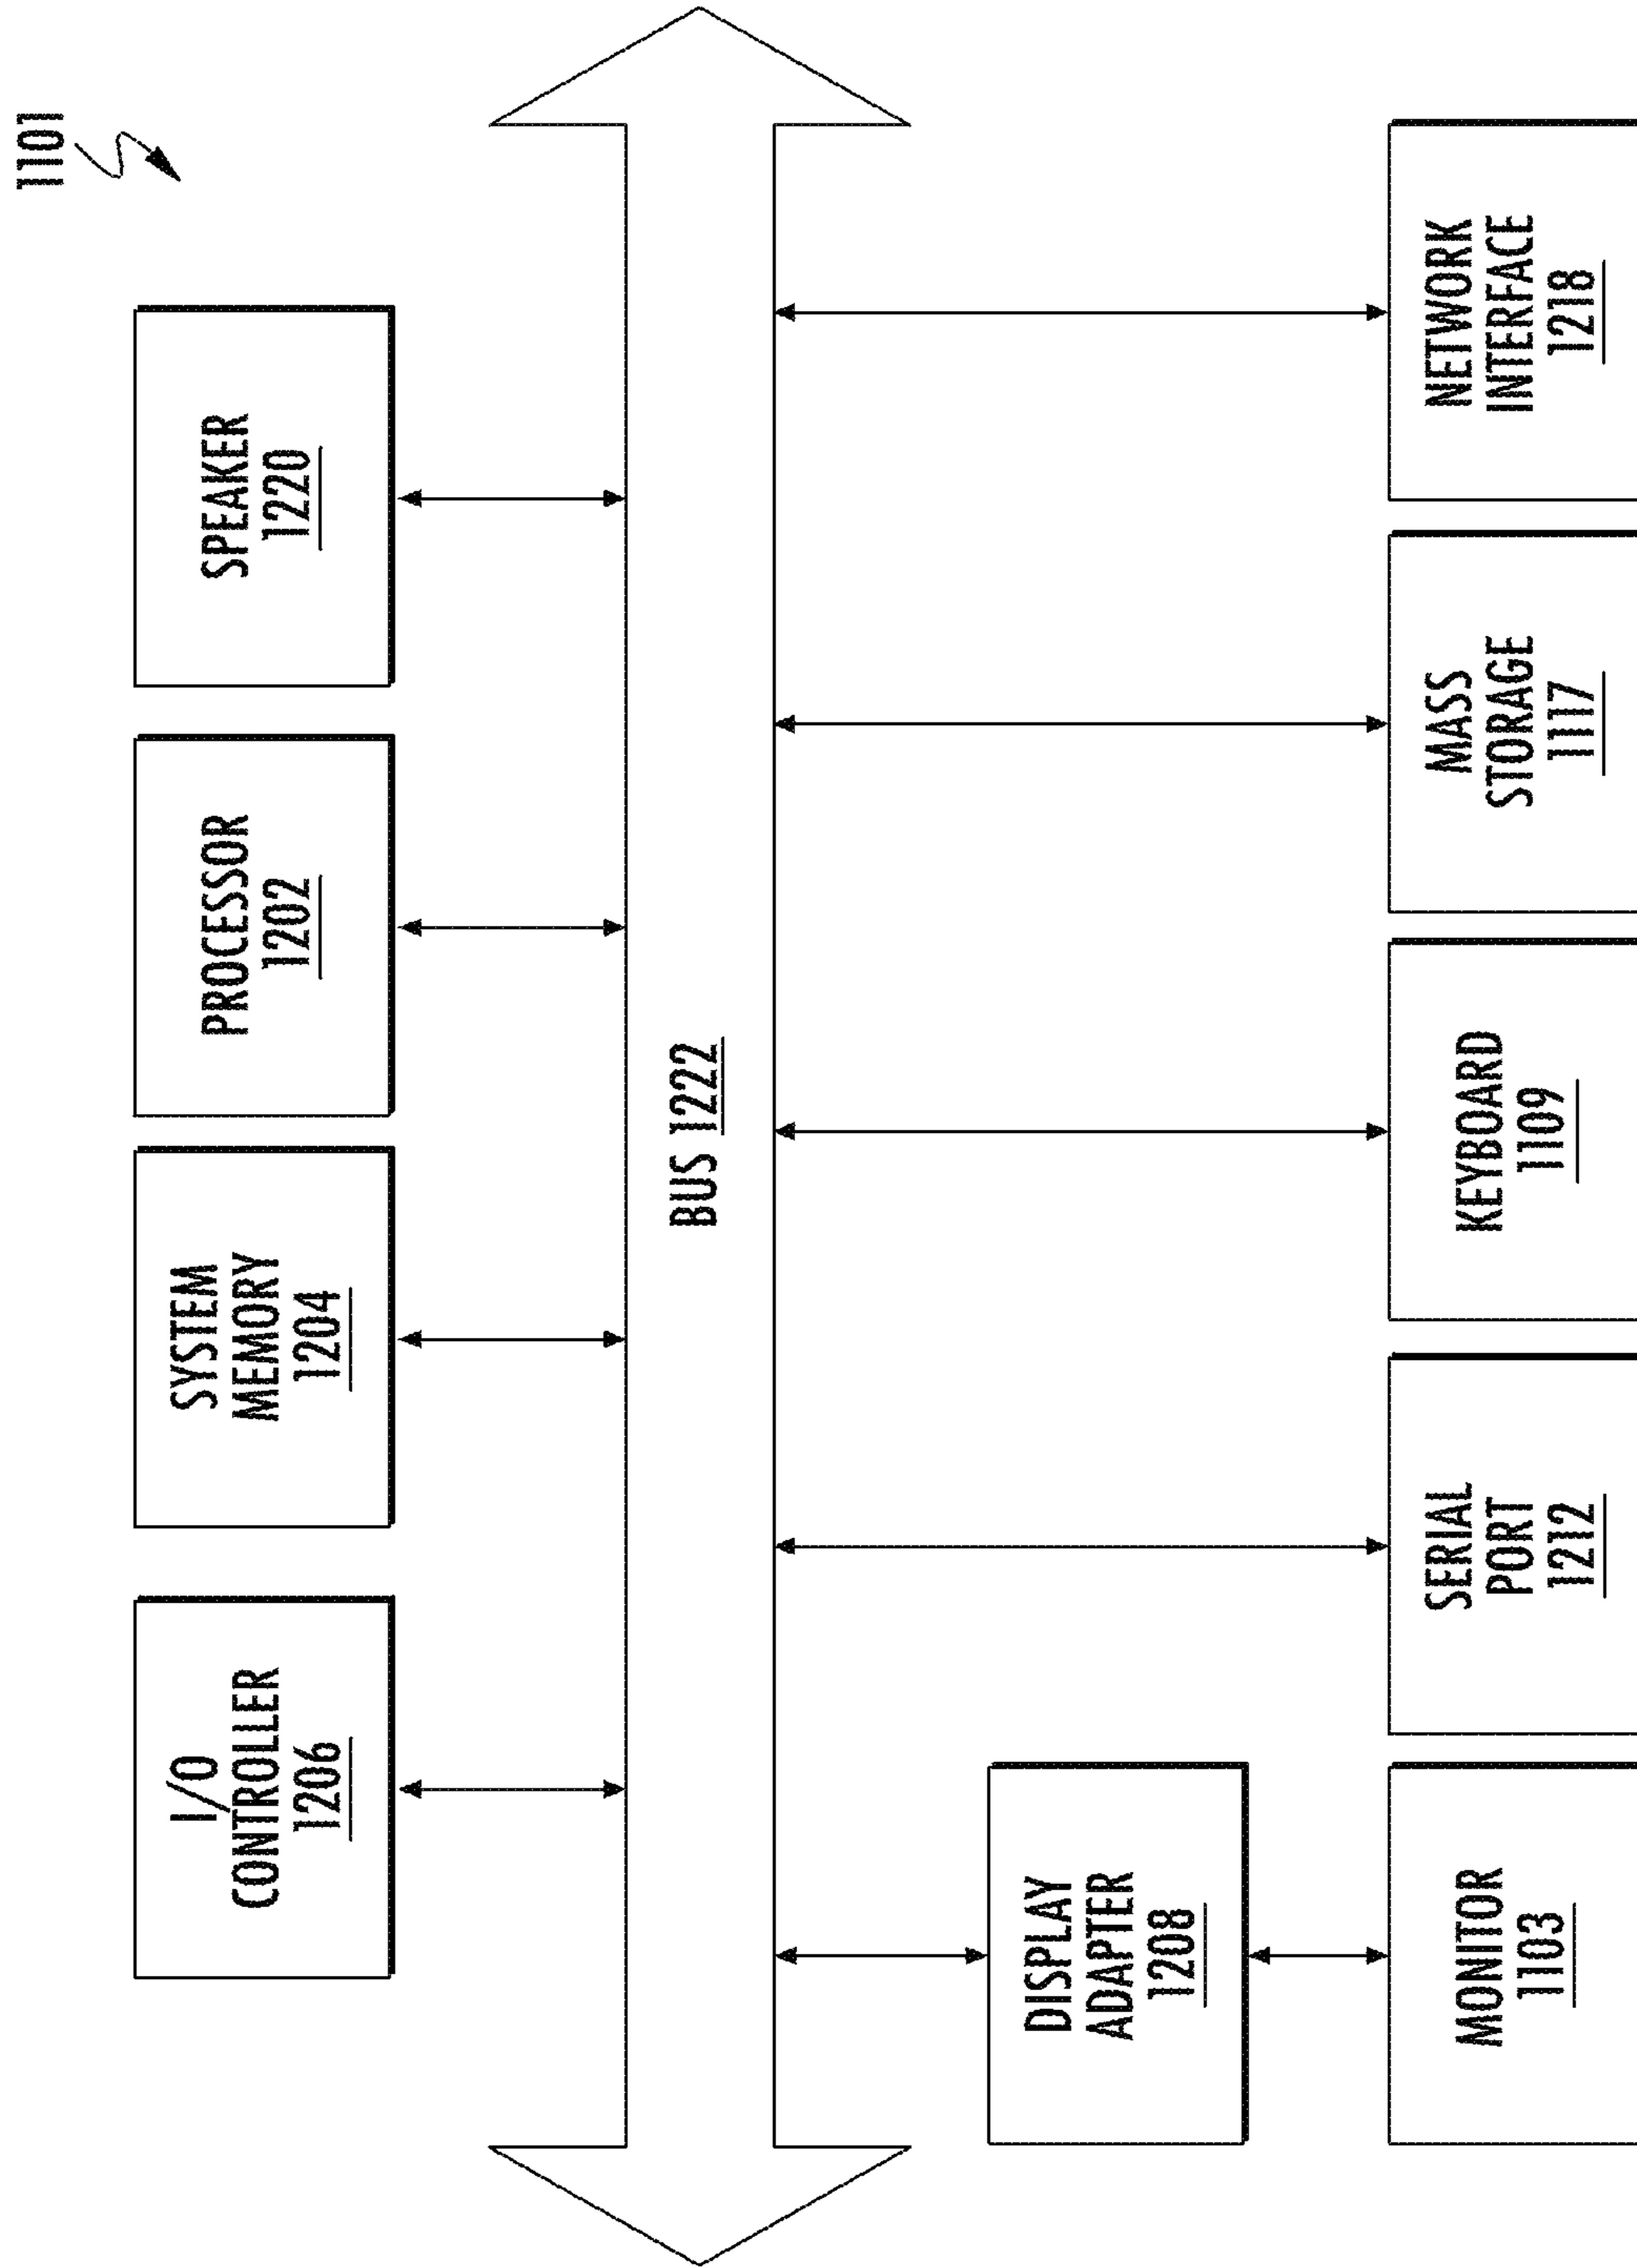 1101
I/O
CONTROLLER
1206
SYSTEM
MEMORY
1204
PROCESSOR
1202
SPEAKER
1220
BUS 1222
DISPLAY
ADAPTER
1208
MONITOR
1103
SERIAL
PORT
1212
KEYBOARD
1109
MASS
STORAGE
1117
NETWORK
INTERFACE
1218